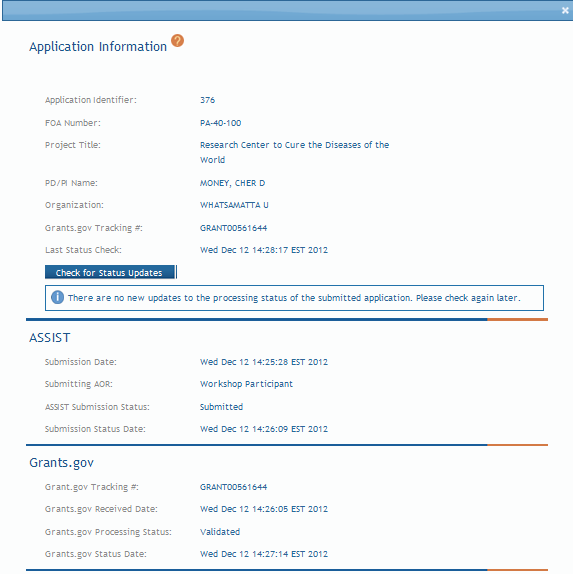 Application Information ?
Application Identifier: 376
FOA Number: PA-40-100
Project Title: Research Center to Cure the Diseases of the
World
PD/PI Name: MONEY, CHER D
Organization: WHATSAMATTA U
Grants.gov Tracking #: GRANT00561644
Last Status Check: Wed Dec 12 14:28:17 EST 2012
Check for Status Updates
There are no new updates to the processing status of the submitted application. Please check again later.
ASSIST
Submission Date: Wed Dec 12 14:25:28 EST 2012
Submitting AOR: Workshop Participant
ASSIST Submission Status: Submitted
Submission Status Date: Wed Dec 12 14:26:09 EST 2012
Grants.gov
Grant.gov Tracking #: GRANT00561644
Grants.gov Received Date: Wed Dec 12 14:26:05 EST 2012
Grants.gov Processing Status: Validated
Grants.gov Status Date: Wed Dec 12 14:27:14 EST 2012